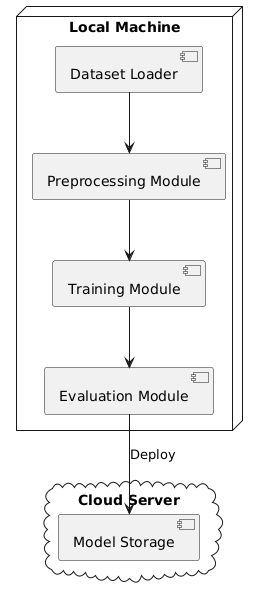 Local Machine
Dataset Loader
Preprocessing Module
Training Module
Evaluation Module
Deploy
Cloud Server
Model Storage